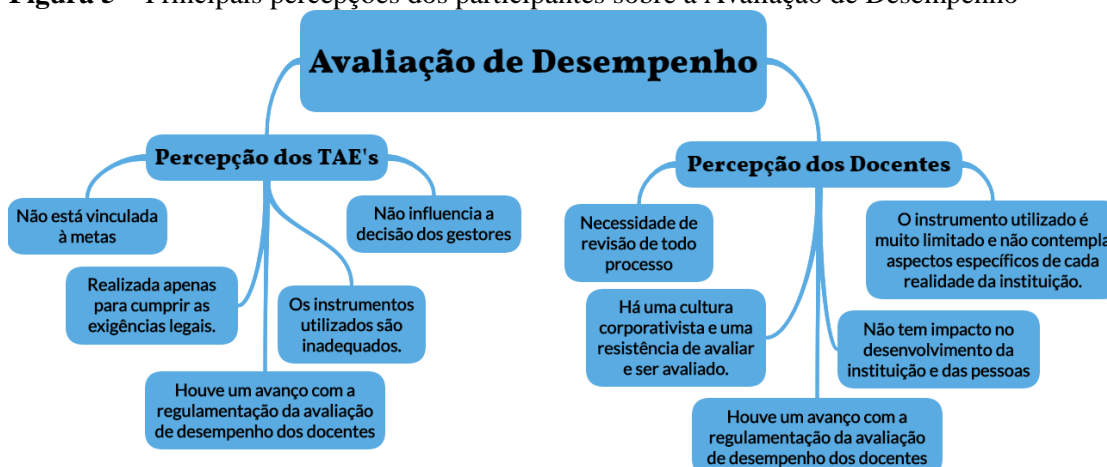 Principais percepções dos participantes sobre a Avaliação de Desempenho
Avaliação de Desempenho
Percepção dos TAE's
Não está vinculada
à metas
Não influencia a
decisão dos gestores
Realizada apenas
para cumprir as
exigências legais.
Os instrumentos
utilizados são
inadequados.
Houve um avanço com a
regulamentação da avaliação
de desempenho dos docentes
Percepção dos Docentes
Necessidade de
revisão de todo
processo
O instrumento utilizado é
muito limitado e não contempla
aspectos específicos de cada
realidade da instituição.
Há uma cultura
corporativista e uma
resistência de avaliar
e ser avaliado.
Não tem impacto no
desenvolvimento da
instituição e das pessoas
Houve um avanço com a
regulamentação da avaliação
de desempenho dos docentes